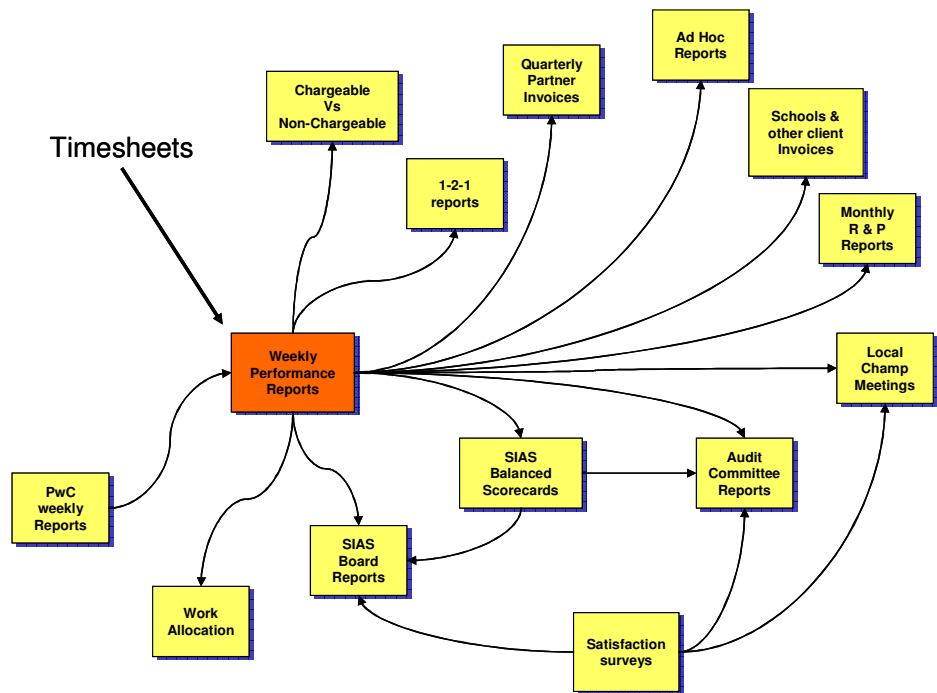 Ad Hoc
Reports
Quarterly
Partner
Invoices
Chargeable
Vs
Non-Chargeable
Schools &
other client
Invoices
Timesheets
1-2-1
reports
Monthly
R & P
Reports
Weekly
Performance
Reports
Local
Champ
Meetings
SIAS
Balanced
Scorecards
Audit
Committee
Reports
PwC
weekly
Reports
SIAS
Board
Reports
Work
Allocation
Satisfaction
surveys